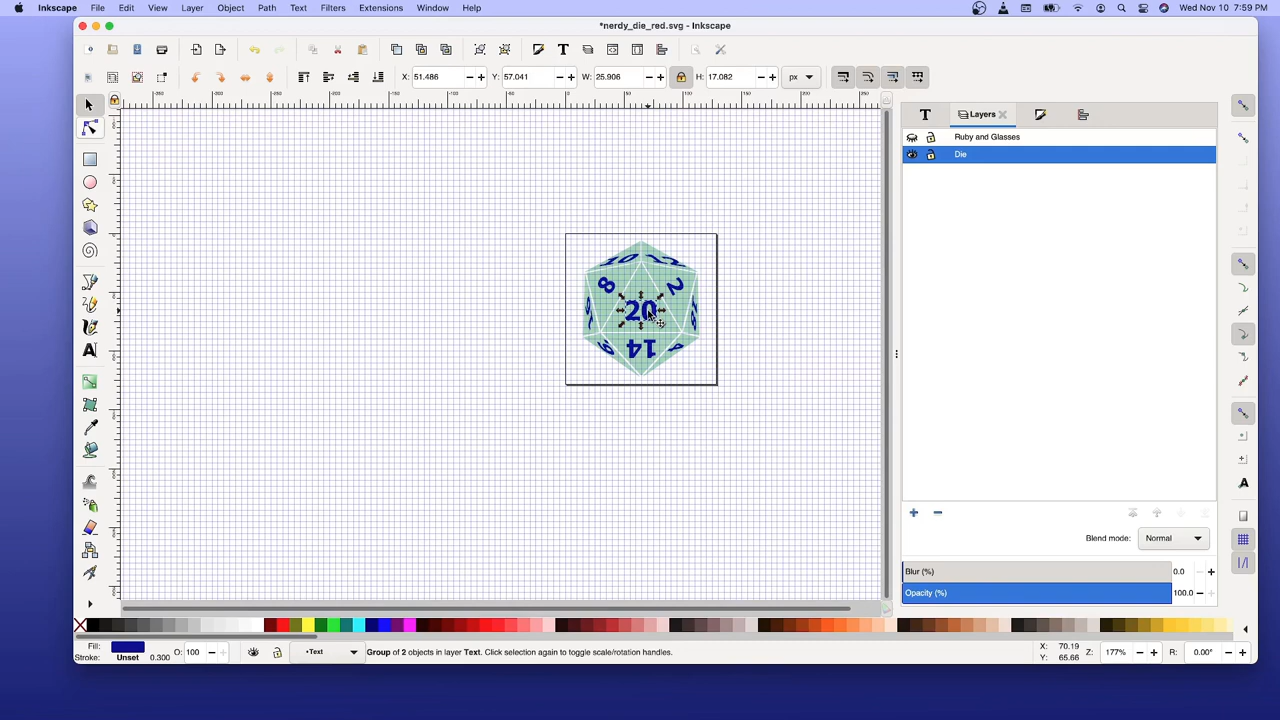 Inkscape File Edit View Layer Object Path Text Filters Extensions Window Help Wed Nov 10 7:59 PM
*nerdy_die_red.svg - Inkscape
X: 51.486 Y: 57.041 W: 25.906 H: 17.082 px
Layers
Ruby and Glasses
Die
8 2
20
14
Blend mode: Normal
Blur (%) 0.0
Opacity (%) 100.0
Fill: Stroke: Unset 0.300 O: 100 •Text Group of 2 objects in layer Text. Click selection again to toggle scale/rotation handles. X: 70.19 Y: 65.66 Z: 177% R: 0.00°